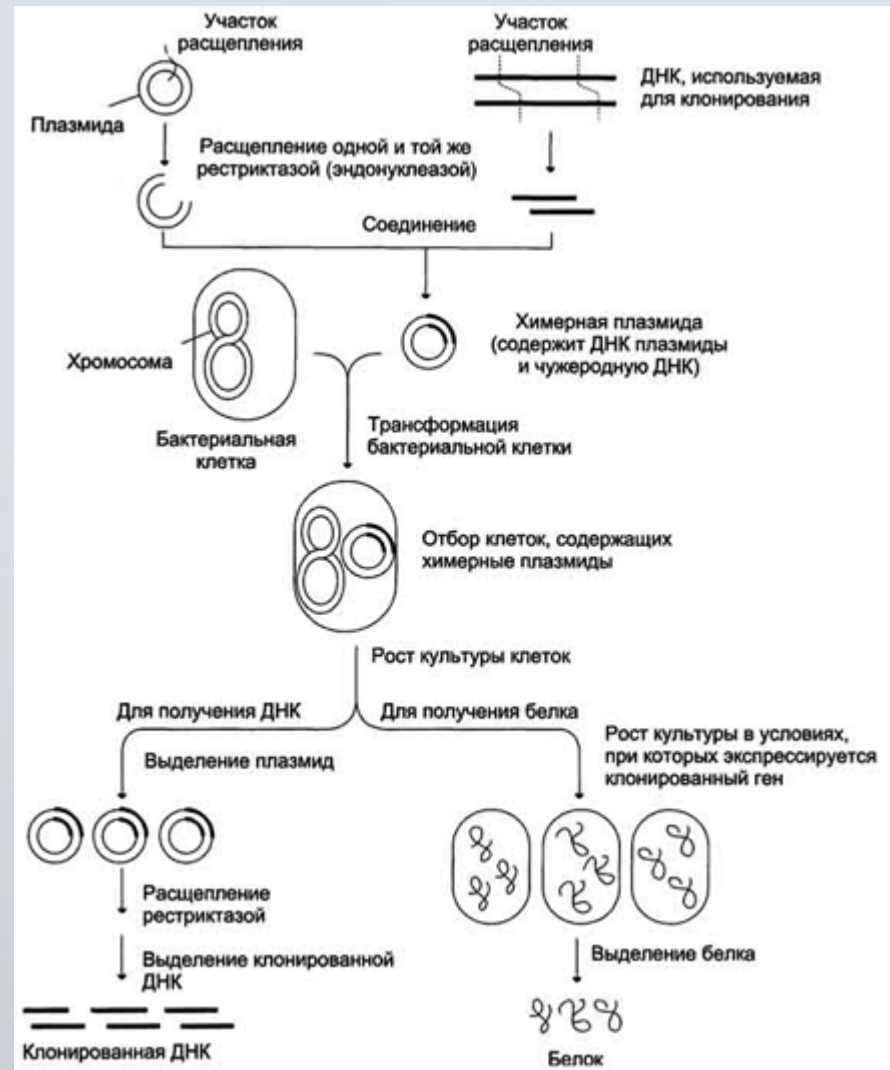 Участок
расщепления
Участок
расщепления
ДНК, используемая
для клонирования
Плазмида
Расщепление одной и той же
рестриктазой (эндонуклеазой)
Соединение
Хромосома
Химерная плазмида
(содержит ДНК плазмиды
и чужеродную ДНК)
Бактериальная
клетка
Трансформация
бактериальной клетки
Отбор клеток, содержащих
химерные плазмиды
Рост культуры клеток
Для получения ДНК
Для получения белка
Выделение плазмид
Рост культуры в условиях,
при которых экспрессируется
клонированный ген
Расщепление
рестриктазой
Выделение клонированной
ДНК
Выделение белка
Клонированная ДНК
Белок